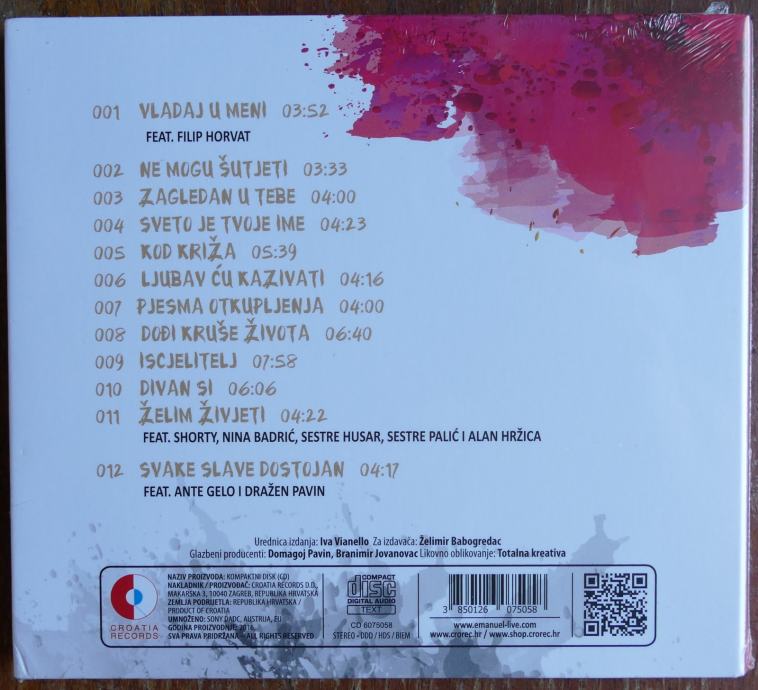 001 VLADAJ U MENI 03:52
FEAT. FILIP HORVAT
002 NE MOGU ŠUTJETI 03:33
003 ZAGLEDAN U TEBE 04:00
004 SVETO JE TVOJE IME 04:23
005 KOD KRIŽA 05:39
006 LJUBAV ĆU KAZIVATI 04:16
007 PJESMA OTKUPLJENJA 04:00
008 DOĐI KRUŠE ŽIVOTA 06:40
009 ISCJELITELJ 07:58
010 DIVAN SI 06:06
011 ŽELIM ŽIVJETI 04:22
FEAT. SHORTY, NINA BADRIĆ, SESTRE HUSAR, SESTRE PALIĆ I ALAN HRŽICA
012 SVAKE SLAVE DOSTOJAN 04:17
FEAT. ANTE GELO I DRAŽEN PAVIN
Urednica izdanja: Iva Vianello Za izdavača: Želimir Babogredac
Glazbeni producenti: Domagoj Pavin, Branimir Jovanovac Likovno oblikovanje: Totalna kreativa
CROATIA
RECORDS
NAZIV PROIZVODA: KOMPAKTNI DISK (CD)
NAKLADNIK / PROIZVOĐAČ: CROATIA RECORDS D.D.,
MAKARSKA 3, 10040 ZAGREB, REPUBLIKA HRVATSKA
ZEMLJA PODRIJETLA: REPUBLIKA HRVATSKA /
PRODUCT OF CROATIA
UMNOŽENO: SONY DADC, AUSTRIJA, EU
GODINA PROIZVODNJE: 2016.
SVA PRAVA PRIDRŽANA – ALL RIGHTS RESERVED
COMPACT
disc
DIGITAL AUDIO
TEXT
CD 6075058
STEREO • DDD / HDS / BIEM
3 850126 075058
www.emanuel-live.com
www.crorec.hr / www.shop.crorec.hr